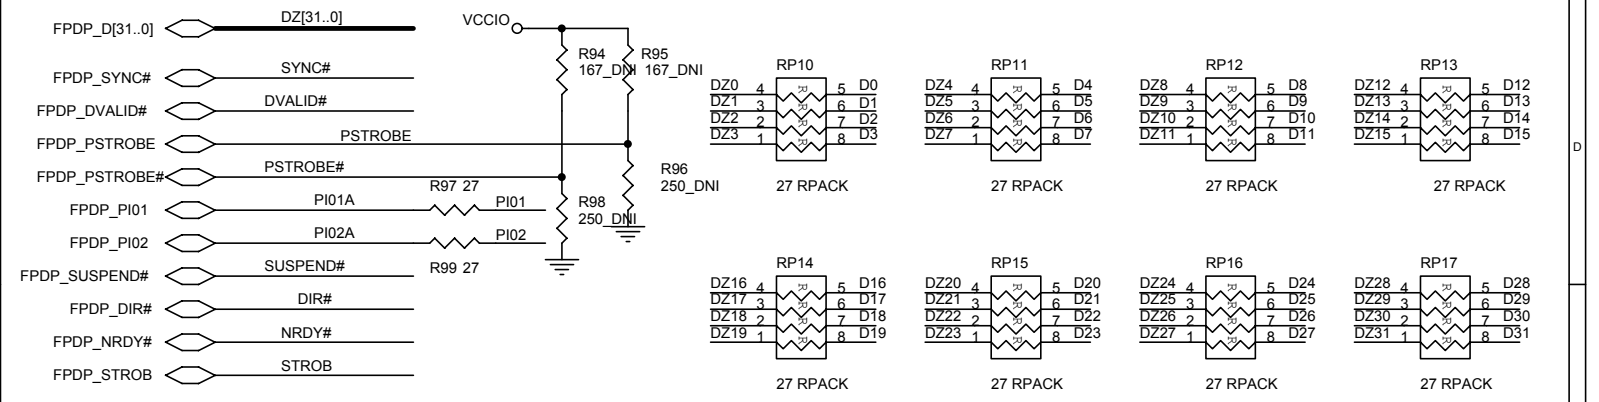 FPDP_D[31..0] DZ[31..0]
FPDP_SYNC# SYNC#
FPDP_DVALID# DVALID#
FPDP_PSTROBE PSTROBE
FPDP_PSTROBE# PSTROBE#
FPDP_PI01 PI01A R97 27 PI01
FPDP_PI02 PI02A R99 27 PI02
FPDP_SUSPEND# SUSPEND#
FPDP_DIR# DIR#
FPDP_NRDY# NRDY#
FPDP_STROB STROB
VCCIO
R94
167_DNI
R95
167_DNI
R96
250_DNI
R98
250_DNI
RP10
DZ0 4 R 5 D0
DZ1 3 R 6 D1
DZ2 2 R 7 D2
DZ3 1 R 8 D3
27 RPACK
RP11
DZ4 4 R 5 D4
DZ5 3 R 6 D5
DZ6 2 R 7 D6
DZ7 1 R 8 D7
27 RPACK
RP12
DZ8 4 R 5 D8
DZ9 3 R 6 D9
DZ10 2 R 7 D10
DZ11 1 R 8 D11
27 RPACK
RP13
DZ12 4 R 5 D12
DZ13 3 R 6 D13
DZ14 2 R 7 D14
DZ15 1 R 8 D15
27 RPACK
D
RP14
DZ16 4 R 5 D16
DZ17 3 R 6 D17
DZ18 2 R 7 D18
DZ19 1 R 8 D19
27 RPACK
RP15
DZ20 4 R 5 D20
DZ21 3 R 6 D21
DZ22 2 R 7 D22
DZ23 1 R 8 D23
27 RPACK
RP16
DZ24 4 R 5 D24
DZ25 3 R 6 D25
DZ26 2 R 7 D26
DZ27 1 R 8 D27
27 RPACK
RP17
DZ28 4 R 5 D28
DZ29 3 R 6 D29
DZ30 2 R 7 D30
DZ31 1 R 8 D31
27 RPACK